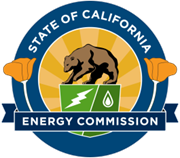 STATE OF CALIFORNIA
ENERGY COMMISSION